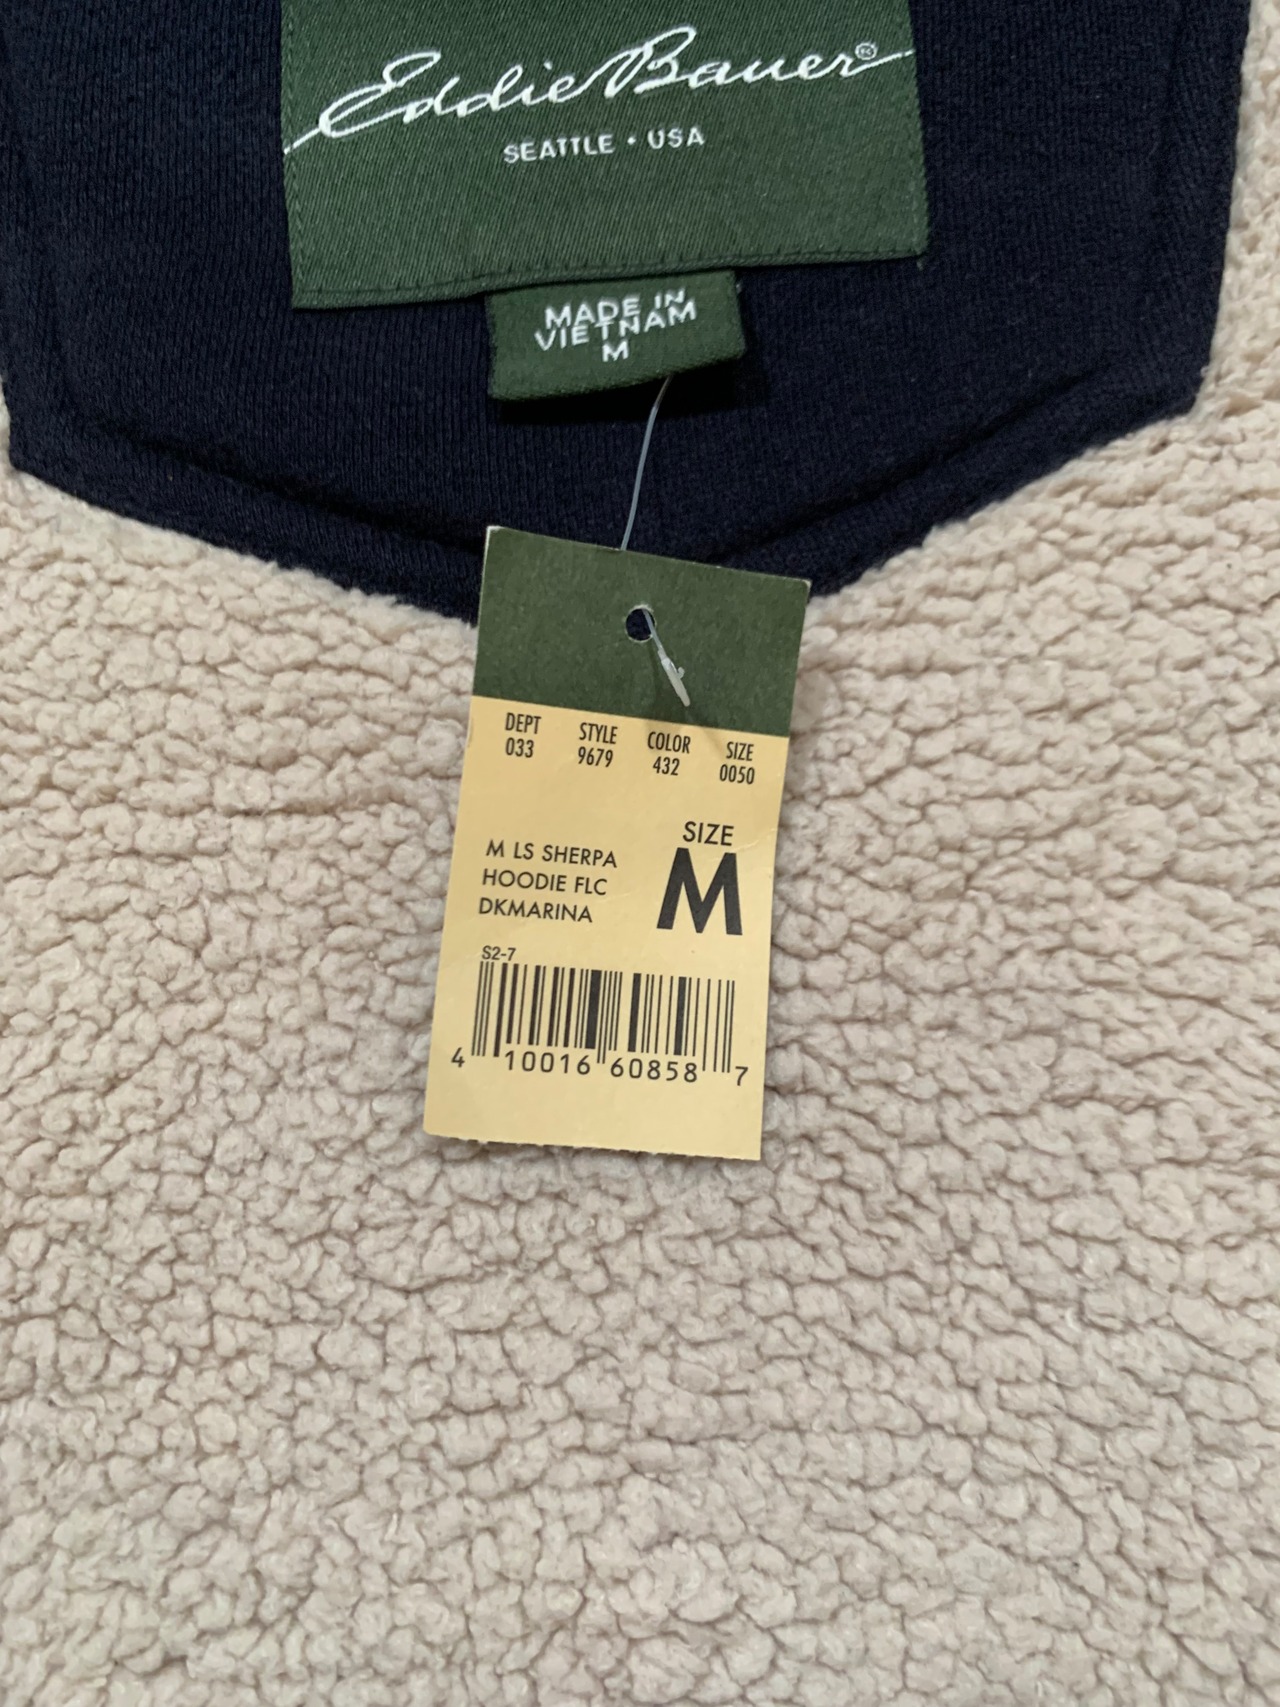 Eddie Bauer®
SEATTLE • USA
MADE IN
VIETNAM
M
DEPT STYLE COLOR SIZE
033 9679 432 0050
SIZE
M
M LS SHERPA
HOODIE FLC
DKMARINA
S2-7
4 10016 60858 7